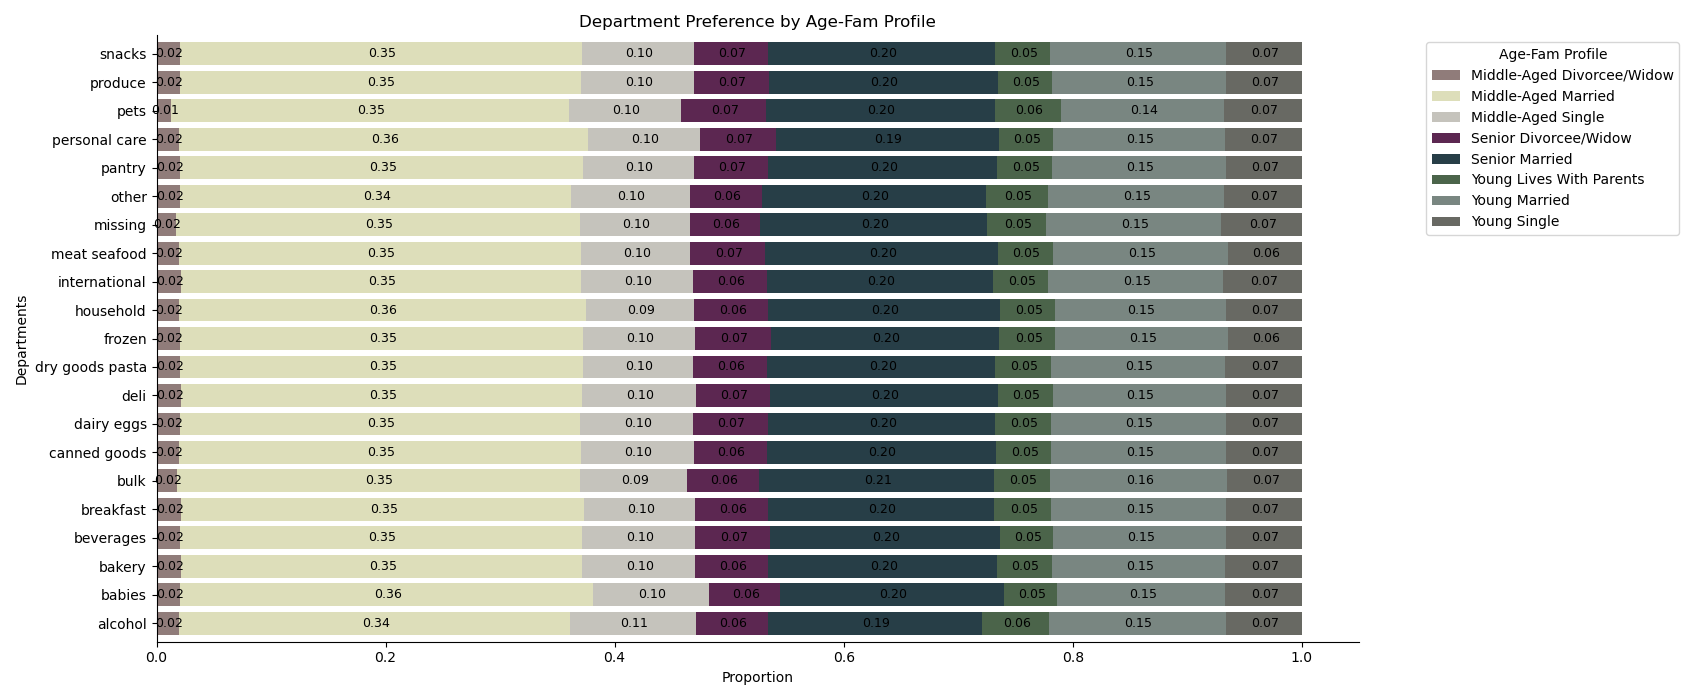 Department Preference by Age-Fam Profile
snacks 0.02 0.35 0.10 0.07 0.20 0.05 0.15 0.07
produce 0.02 0.35 0.10 0.07 0.20 0.05 0.15 0.07
pets 0.01 0.35 0.10 0.07 0.20 0.06 0.14 0.07
personal care 0.02 0.36 0.10 0.07 0.19 0.05 0.15 0.07
pantry 0.02 0.35 0.10 0.07 0.20 0.05 0.15 0.07
other 0.02 0.34 0.10 0.06 0.20 0.05 0.15 0.07
missing 0.02 0.35 0.10 0.06 0.20 0.05 0.15 0.07
meat seafood 0.02 0.35 0.10 0.07 0.20 0.05 0.15 0.06
international 0.02 0.35 0.10 0.06 0.20 0.05 0.15 0.07
household 0.02 0.36 0.09 0.06 0.20 0.05 0.15 0.07
frozen 0.02 0.35 0.10 0.07 0.20 0.05 0.15 0.06
dry goods pasta 0.02 0.35 0.10 0.06 0.20 0.05 0.15 0.07
deli 0.02 0.35 0.10 0.07 0.20 0.05 0.15 0.07
dairy eggs 0.02 0.35 0.10 0.07 0.20 0.05 0.15 0.07
canned goods 0.02 0.35 0.10 0.06 0.20 0.05 0.15 0.07
bulk 0.02 0.35 0.09 0.06 0.21 0.05 0.16 0.07
breakfast 0.02 0.35 0.10 0.06 0.20 0.05 0.15 0.07
beverages 0.02 0.35 0.10 0.07 0.20 0.05 0.15 0.07
bakery 0.02 0.35 0.10 0.06 0.20 0.05 0.15 0.07
babies 0.02 0.36 0.10 0.06 0.20 0.05 0.15 0.07
alcohol 0.02 0.34 0.11 0.06 0.19 0.06 0.15 0.07
0.0 0.2 0.4 0.6 0.8 1.0
Proportion
Departments
Age-Fam Profile
Middle-Aged Divorcee/Widow
Middle-Aged Married
Middle-Aged Single
Senior Divorcee/Widow
Senior Married
Young Lives With Parents
Young Married
Young Single